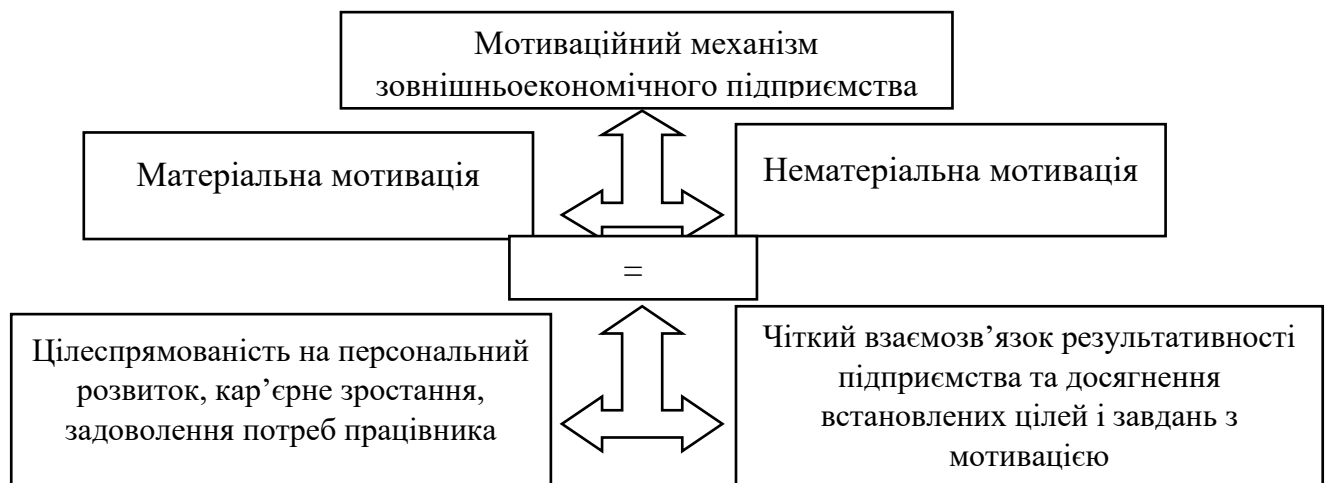 Мотиваційний механізм
зовнішньоекономічного підприємства
Матеріальна мотивація
Нематеріальна мотивація
=
Цілеспрямованість на персональний
розвиток, кар’єрне зростання,
задоволення потреб працівника
Чіткий взаємозв’язок результативності
підприємства та досягнення
встановлених цілей і завдань з
мотивацією